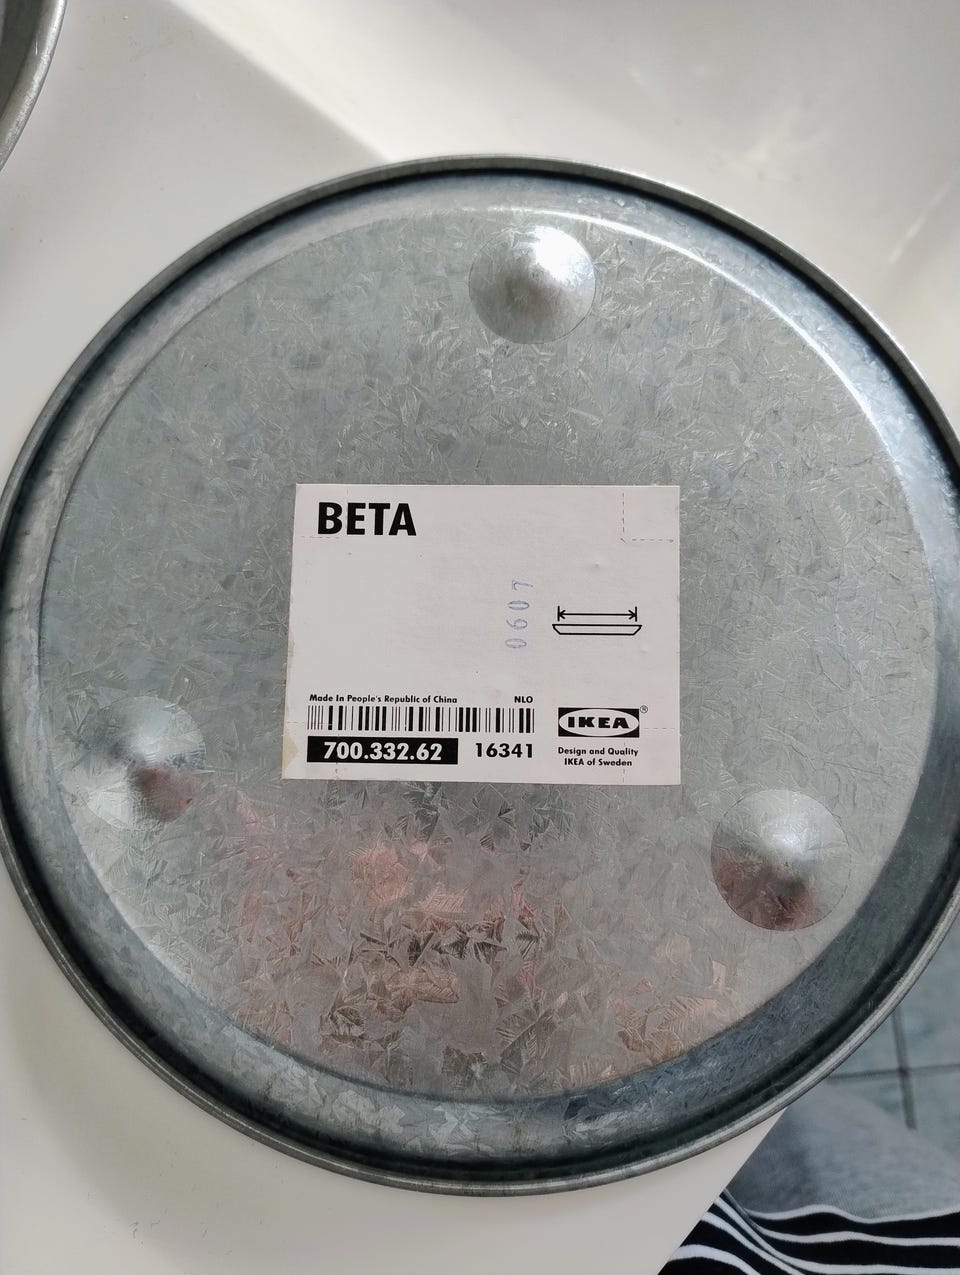 BETA
0607
Made In People's Republic of China NLO
700.332.62 16341
IKEA®
Design and Quality
IKEA of Sweden